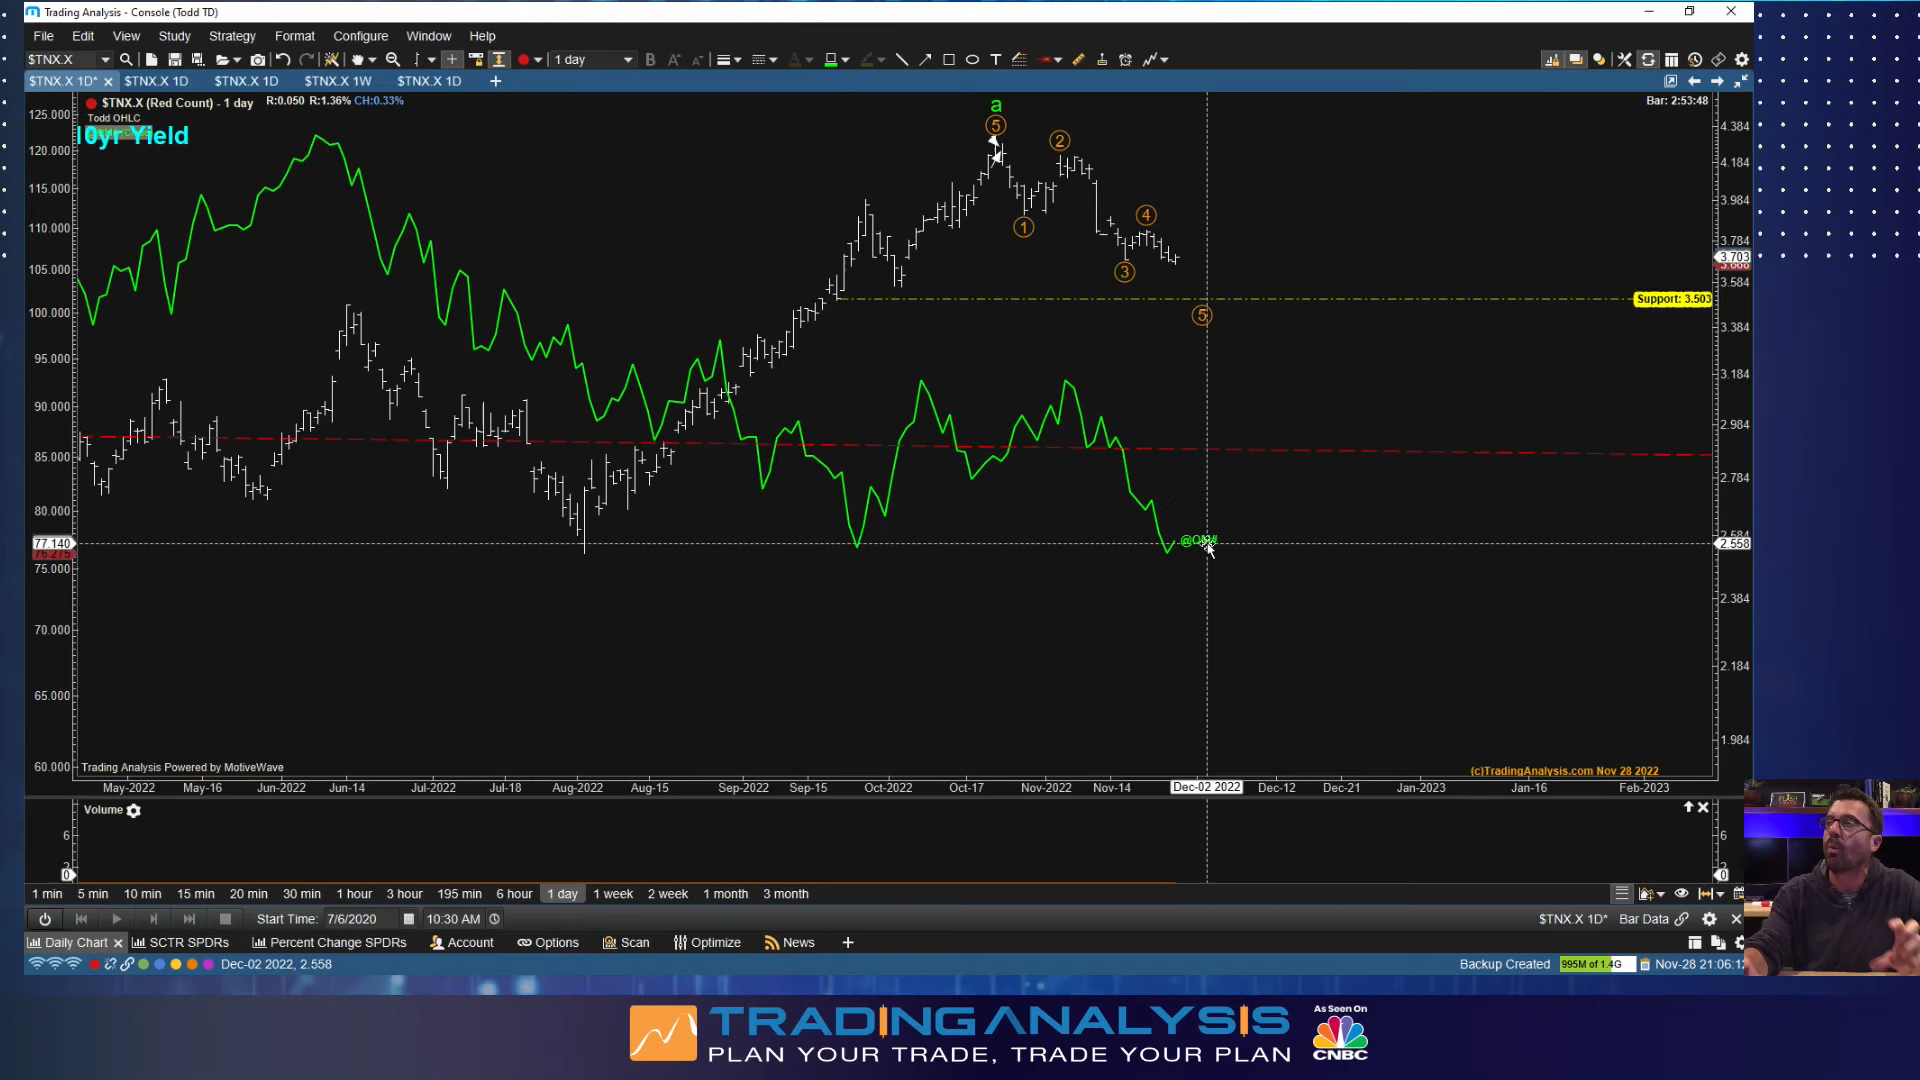 Trading Analysis - Console (Todd TD)
File Edit View Study Strategy Format Configure Window Help
$TNX.X 1 day
$TNX.X 1D* $TNX.X 1D $TNX.X 1D $TNX.X 1W $TNX.X 1D
$TNX.X (Red Count) - 1 day R:0.050 R:1.36% CH:0.33%
Bar: 2:53:48
Todd OHLC
10yr Yield
a
5
2
1
4
3
5
125.000
120.000
115.000
110.000
105.000
100.000
95.000
90.000
85.000
80.000
77.140
76.275
75.000
70.000
65.000
60.000
4.384
4.184
3.984
3.784
3.703
3.584
Support: 3.503
3.384
3.184
2.984
2.784
2.558
2.384
2.184
1.984
Trading Analysis Powered by MotiveWave
(c)TradingAnalysis.com Nov 28 2022
May-2022 May-16 Jun-2022 Jun-14 Jul-2022 Jul-18 Aug-2022 Aug-15 Sep-2022 Sep-15 Oct-2022 Oct-17 Nov-2022 Nov-14 Dec-02 2022 Dec-12 Dec-21 Jan-2023 Jan-16 Feb-2023
Volume
6
2
0
6
2
0
1 min 5 min 10 min 15 min 20 min 30 min 1 hour 3 hour 195 min 6 hour 1 day 1 week 2 week 1 month 3 month
Start Time: 7/6/2020 10:30 AM
$TNX.X 1D* Bar Data
Daily Chart SCTR SPDRs Percent Change SPDRs Account Options Scan Optimize News
Dec-02 2022, 2.558
Backup Created 995M of 1.4G Nov-28 21:06:12
TRADINGANALYSIS
PLAN YOUR TRADE, TRADE YOUR PLAN
As Seen On
CNBC